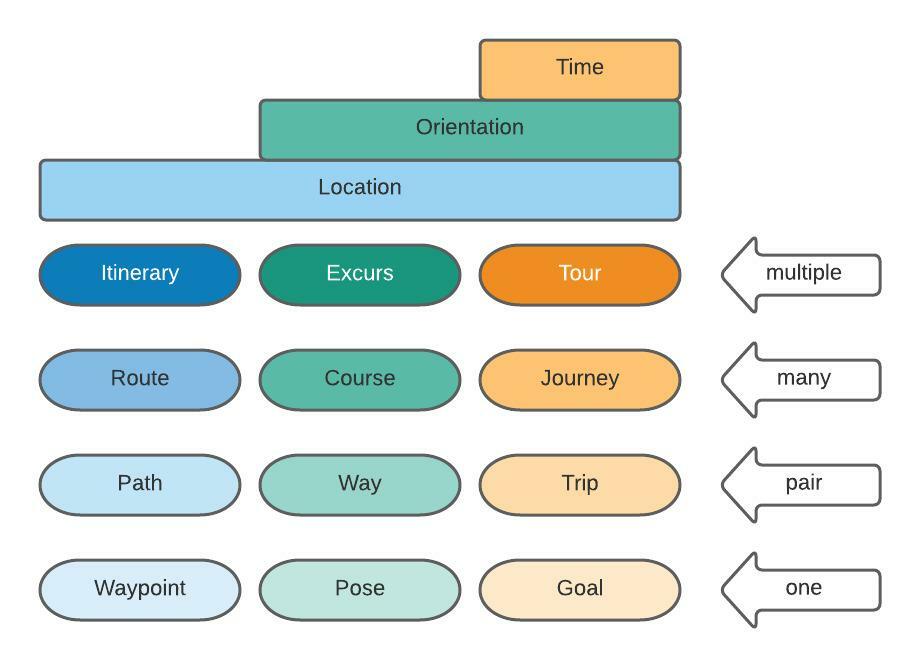 Time
Orientation
Location
Itinerary Excurs Tour multiple
Route Course Journey many
Path Way Trip pair
Waypoint Pose Goal one